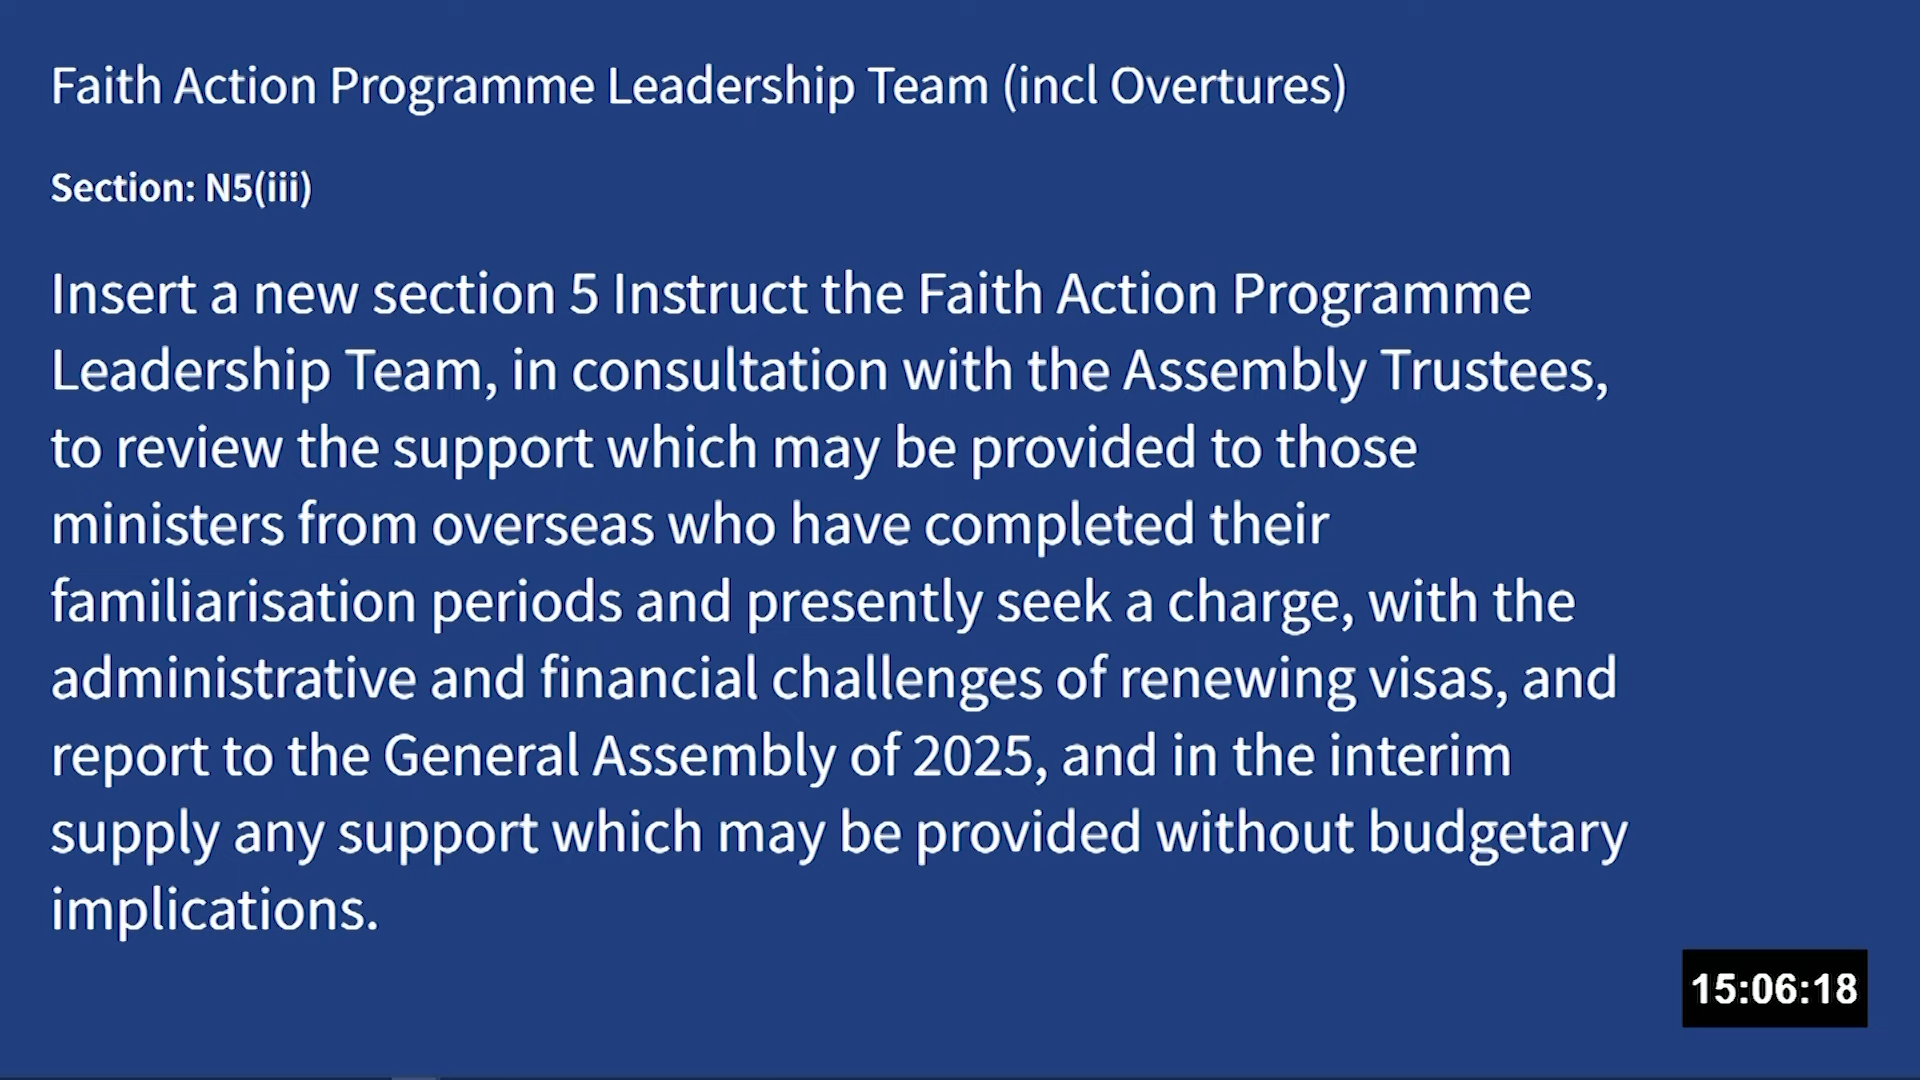 Faith Action Programme Leadership Team (incl Overtures)
Section: N5(iii)
Insert a new section 5 Instruct the Faith Action Programme
Leadership Team, in consultation with the Assembly Trustees,
to review the support which may be provided to those
ministers from overseas who have completed their
familiarisation periods and presently seek a charge, with the
administrative and financial challenges of renewing visas, and
report to the General Assembly of 2025, and in the interim
supply any support which may be provided without budgetary
implications.
15:06:18